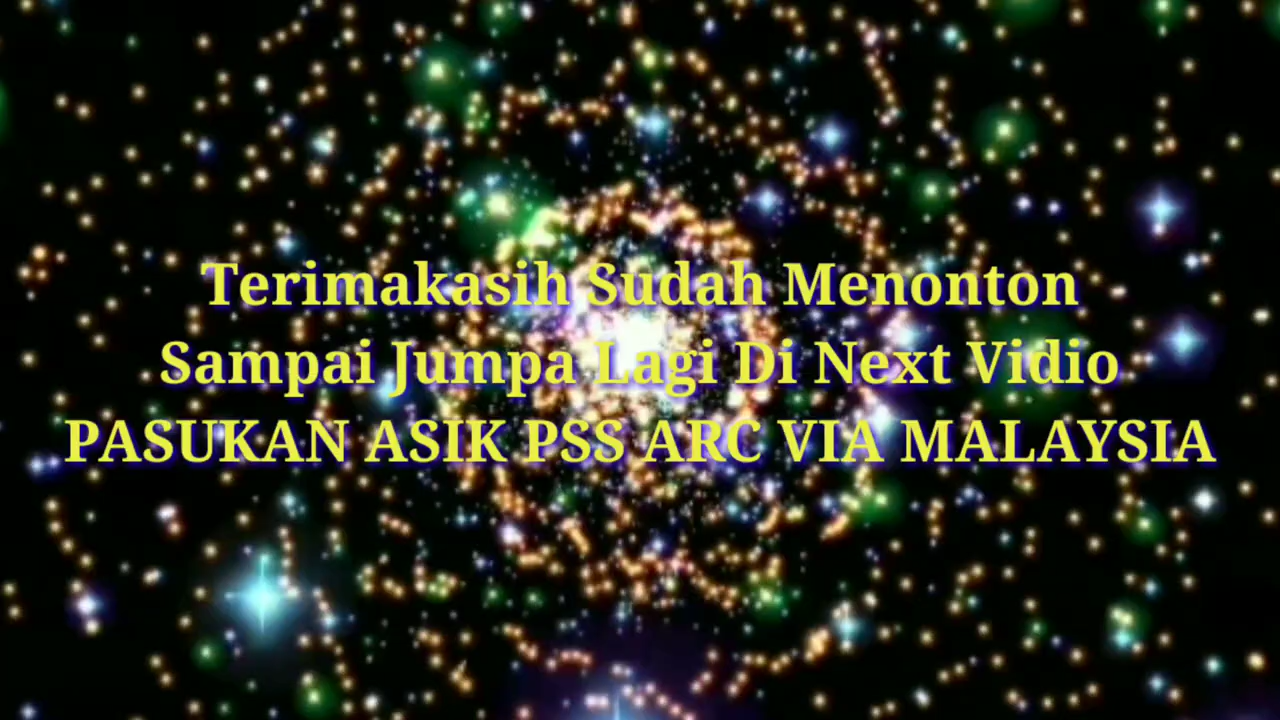 Terimakasih Sudah Menonton
Sampai Jumpa Lagi Di Next Vidio
PASUKAN ASIK PSS ARC VIA MALAYSIA